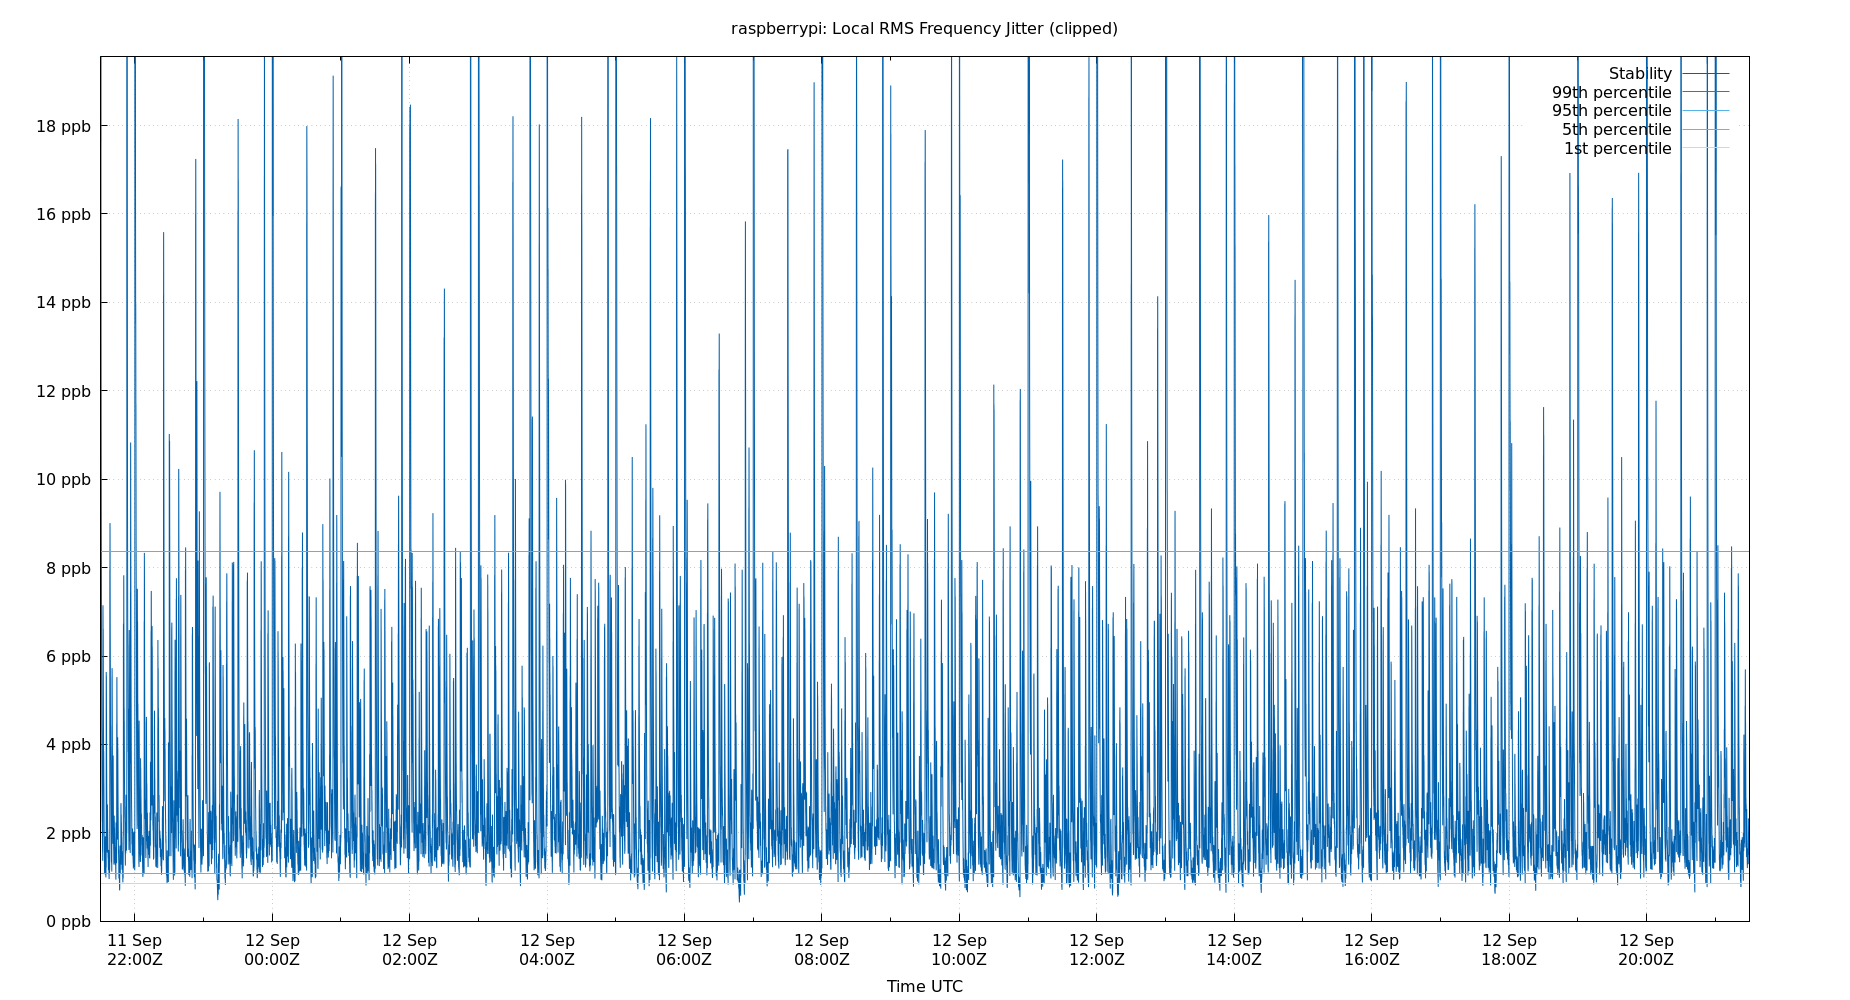 raspberrypi: Local RMS Frequency Jitter (clipped)
Stability
99th percentile
95th percentile
5th percentile
1st percentile
18 ppb
16 ppb
14 ppb
12 ppb
10 ppb
8 ppb
6 ppb
4 ppb
2 ppb
0 ppb
11 Sep 12 Sep 12 Sep 12 Sep 12 Sep 12 Sep 12 Sep 12 Sep 12 Sep 12 Sep 12 Sep 12 Sep
22:00Z 00:00Z 02:00Z 04:00Z 06:00Z 08:00Z 10:00Z 12:00Z 14:00Z 16:00Z 18:00Z 20:00Z
Time UTC